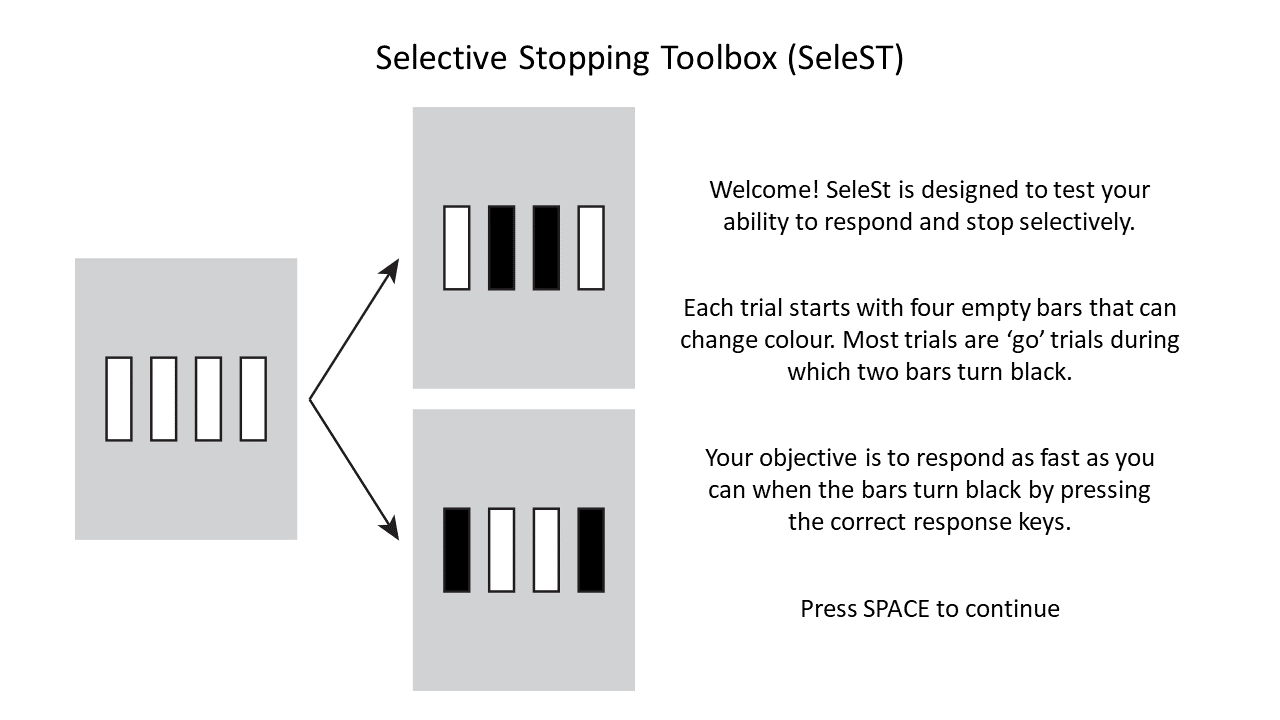 Selective Stopping Toolbox (SeleST)
Welcome! SeleSt is designed to test your
ability to respond and stop selectively.
Each trial starts with four empty bars that can
change colour. Most trials are ‘go’ trials during
which two bars turn black.
Your objective is to respond as fast as you
can when the bars turn black by pressing
the correct response keys.
Press SPACE to continue